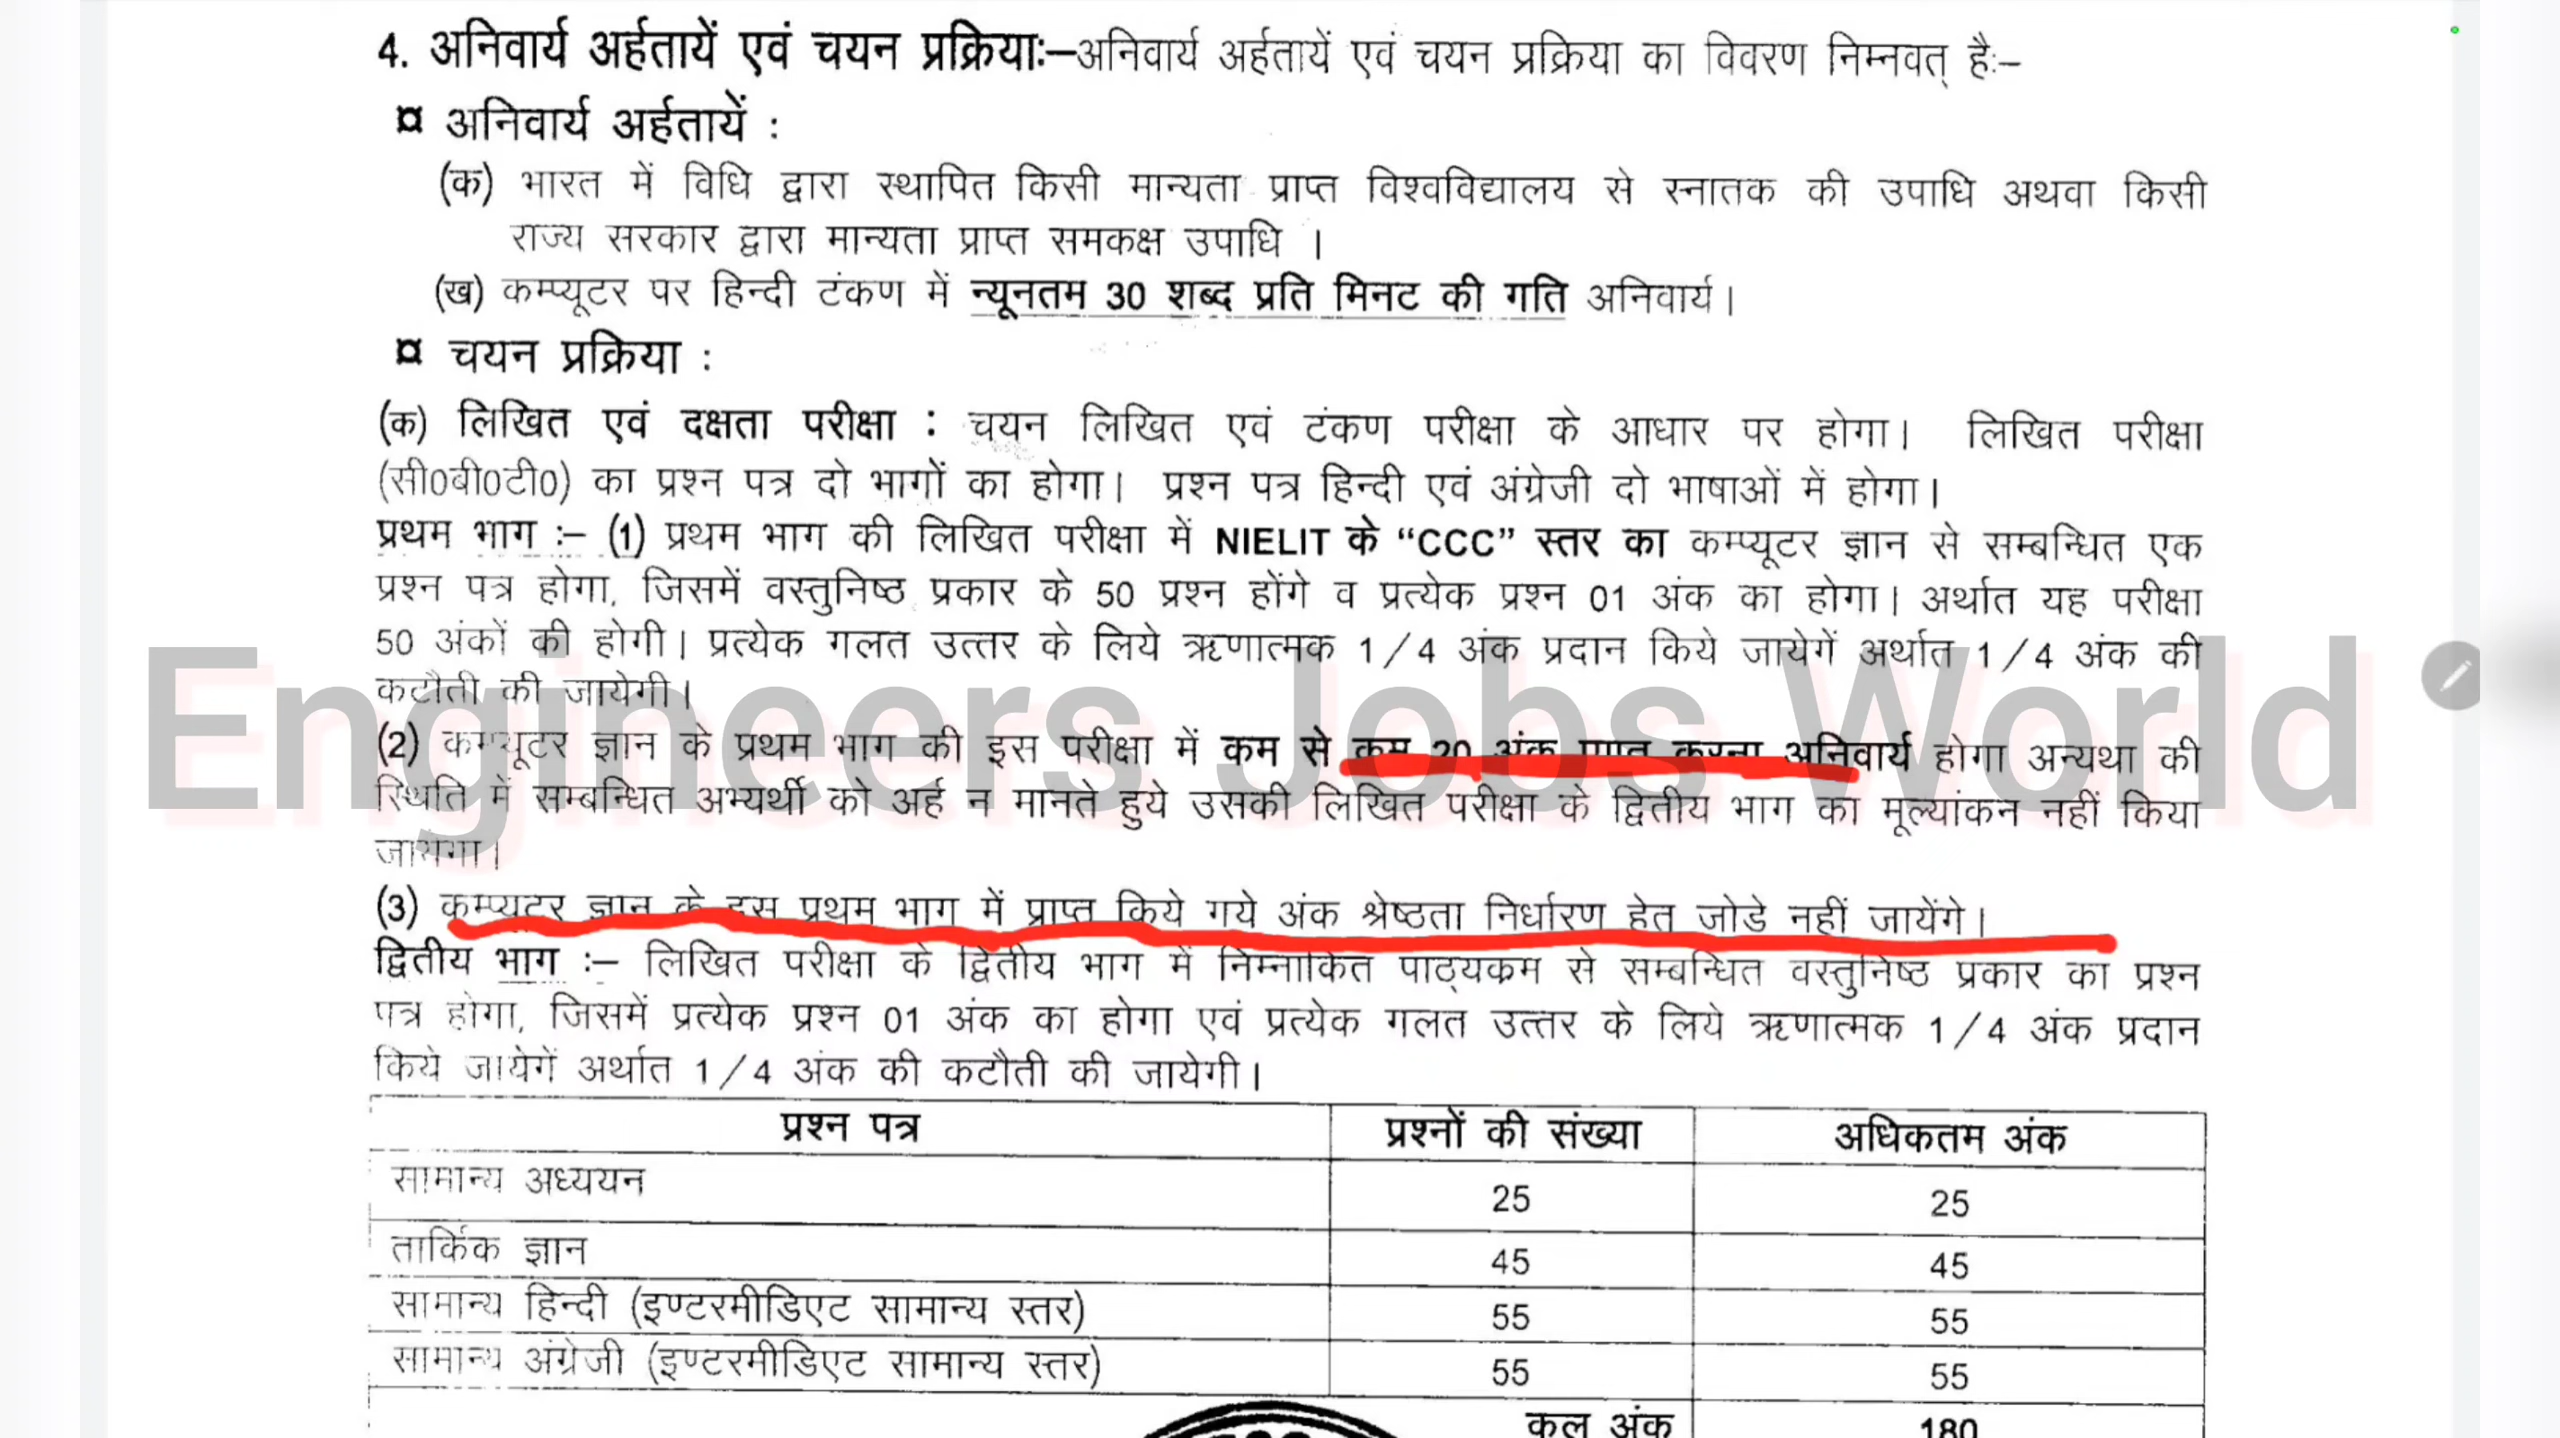 4. अनिवार्य अर्हतायें एवं चयन प्रक्रियाः–अनिवार्य अर्हतायें एवं चयन प्रक्रिया का विवरण निम्नवत् हैः–
¤ अनिवार्य अर्हतायें :
(क) भारत में विधि द्वारा स्थापित किसी मान्यता प्राप्त विश्वविद्यालय से स्नातक की उपाधि अथवा किसी
राज्य सरकार द्वारा मान्यता प्राप्त समकक्ष उपाधि ।
(ख) कम्प्यूटर पर हिन्दी टंकण में न्यूनतम 30 शब्द प्रति मिनट की गति अनिवार्य।
¤ चयन प्रक्रिया :
(क) लिखित एवं दक्षता परीक्षा : चयन लिखित एवं टंकण परीक्षा के आधार पर होगा। लिखित परीक्षा
(सी0बी0टी0) का प्रश्न पत्र दो भागों का होगा। प्रश्न पत्र हिन्दी एवं अंग्रेजी दो भाषाओं में होगा।
प्रथम भाग :– (1) प्रथम भाग की लिखित परीक्षा में NIELIT के “CCC” स्तर का कम्प्यूटर ज्ञान से सम्बन्धित एक
प्रश्न पत्र होगा, जिसमें वस्तुनिष्ठ प्रकार के 50 प्रश्न होंगे व प्रत्येक प्रश्न 01 अंक का होगा। अर्थात यह परीक्षा
50 अंकों की होगी। प्रत्येक गलत उत्तर के लिये ऋणात्मक 1/4 अंक प्रदान किये जायेगें अर्थात 1/4 अंक की
कटौती की जायेगी।
Engineers Jobs World
(2) कम्प्यूटर ज्ञान के प्रथम भाग की इस परीक्षा में कम से कम 20 अंक प्राप्त करना अनिवार्य होगा अन्यथा की
स्थिति में सम्बन्धित अभ्यर्थी को अर्ह न मानते हुये उसकी लिखित परीक्षा के द्वितीय भाग का मूल्यांकन नहीं किया
जायेगा।
(3) कम्प्यूटर ज्ञान के इस प्रथम भाग में प्राप्त किये गये अंक श्रेष्ठता निर्धारण हेतु जोडे नहीं जायेंगे।
द्वितीय भाग :– लिखित परीक्षा के द्वितीय भाग में निम्नांकित पाठ्यक्रम से सम्बन्धित वस्तुनिष्ठ प्रकार का प्रश्न
पत्र होगा, जिसमें प्रत्येक प्रश्न 01 अंक का होगा एवं प्रत्येक गलत उत्तर के लिये ऋणात्मक 1/4 अंक प्रदान
किये जायेगें अर्थात 1/4 अंक की कटौती की जायेगी।
प्रश्न पत्र प्रश्नों की संख्या अधिकतम अंक
सामान्य अध्ययन 25 25
तार्किक ज्ञान 45 45
सामान्य हिन्दी (इण्टरमीडिएट सामान्य स्तर) 55 55
सामान्य अंग्रेजी (इण्टरमीडिएट सामान्य स्तर) 55 55
कुल अंक 180